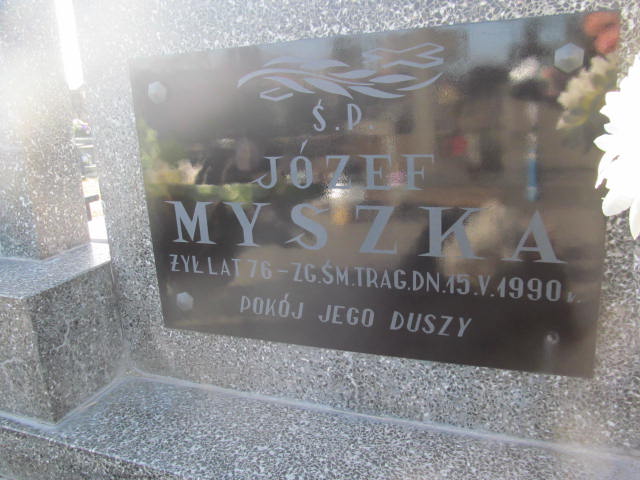 Ś.P
JÓZEF
MYSZKA
ŻYŁ LAT 76 – ZG.ŚM.TRAG.DN.15.V.1990 r.
POKÓJ JEGO DUSZY